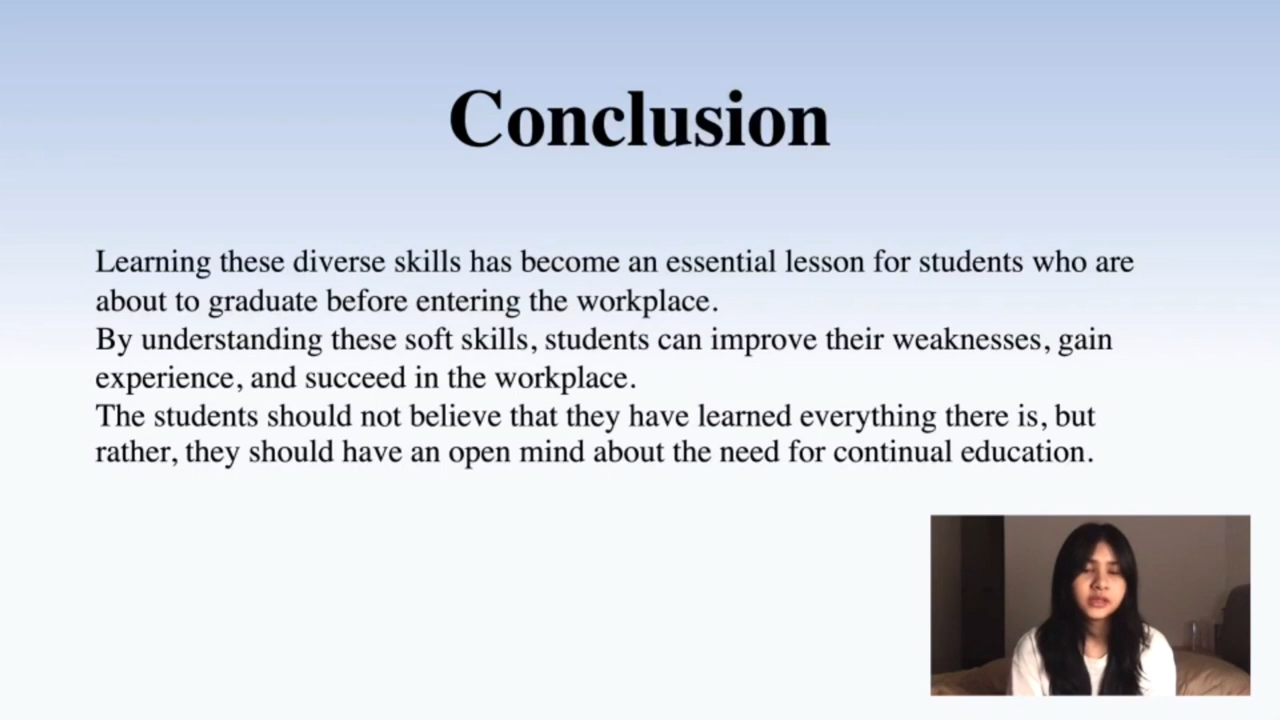 Conclusion
Learning these diverse skills has become an essential lesson for students who are
about to graduate before entering the workplace.
By understanding these soft skills, students can improve their weaknesses, gain
experience, and succeed in the workplace.
The students should not believe that they have learned everything there is, but
rather, they should have an open mind about the need for continual education.